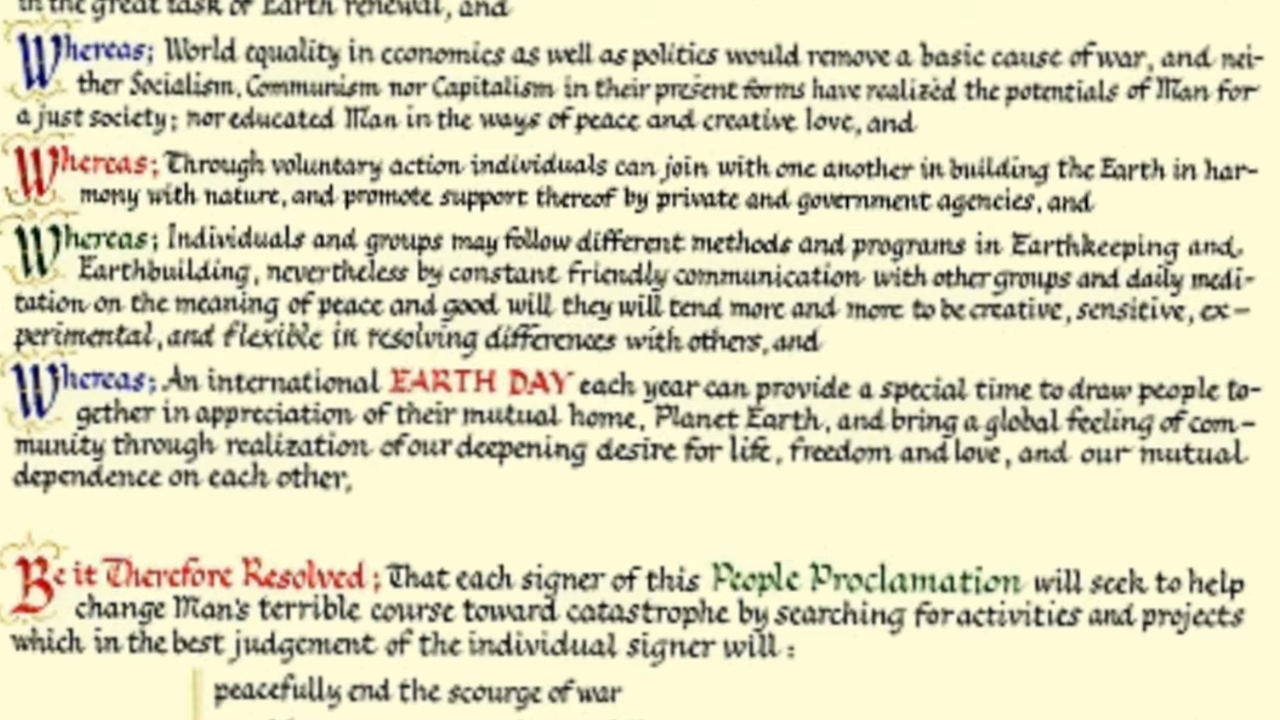 in the great task of Earth renewal, and
Whereas; World equality in economics as well as politics would remove a basic cause of war, and nei-
ther Socialism, Communism nor Capitalism in their present forms have realized the potentials of Man for
a just society; nor educated Man in the ways of peace and creative love, and
Whereas; Through voluntary action individuals can join with one another in building the Earth in har-
mony with nature, and promote support thereof by private and government agencies, and
Whereas; Individuals and groups may follow different methods and programs in Earthkeeping and
Earthbuilding, nevertheless by constant friendly communication with other groups and daily medi-
tation on the meaning of peace and good will they will tend more and more to be creative, sensitive, ex-
perimental, and flexible in resolving differences with others, and
Whereas; An international EARTH DAY each year can provide a special time to draw people to-
gether in appreciation of their mutual home, Planet Earth, and bring a global feeling of com-
munity through realization of our deepening desire for life, freedom and love, and our mutual
dependence on each other,
Be it Therefore Resolved; That each signer of this People Proclamation will seek to help
change Man's terrible course toward catastrophe by searching for activities and projects
which in the best judgement of the individual signer will:
peacefully end the scourge of war